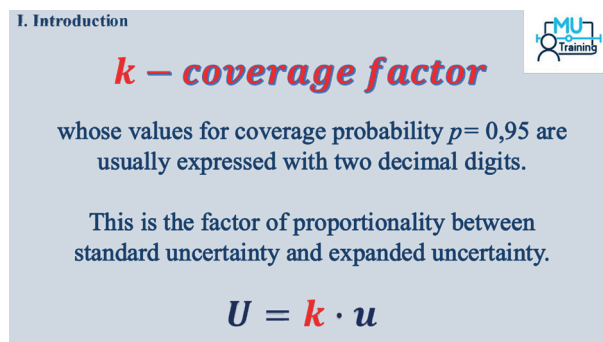 I. Introduction
MU
Training
k – coverage factor
whose values for coverage probability p= 0,95 are
usually expressed with two decimal digits.
This is the factor of proportionality between
standard uncertainty and expanded uncertainty.
U = k · u